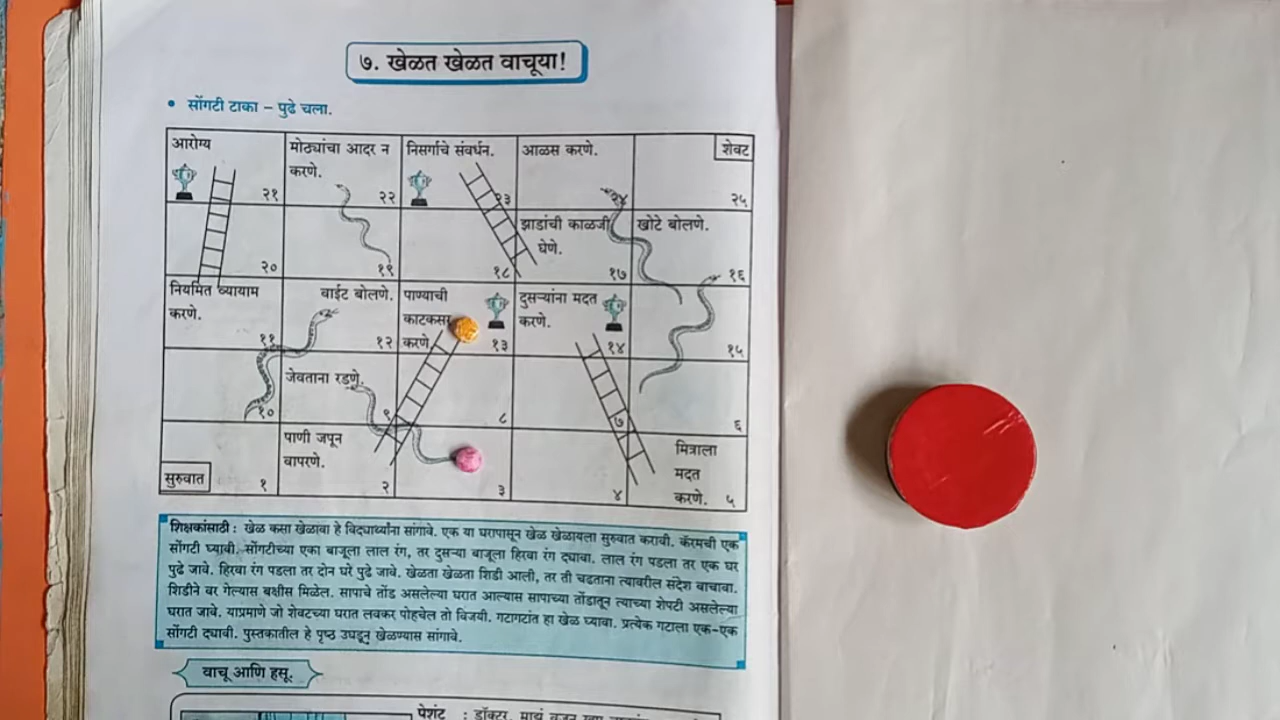 ७. खेळत खेळत वाचूया!
• सोंगटी टाका – पुढे चला.
आरोग्य
२१
मोठ्यांचा आदर न
करणे.
२२
निसर्गाचे संवर्धन.
२३
आळस करणे.
२४
शेवट
२५
२०
१९
१८
झाडांची काळजी
घेणे.
१७
खोटे बोलणे.
१६
नियमित व्यायाम
करणे.
११
वाईट बोलणे.
१२
पाण्याची
काटकसर
करणे.
१३
दुसऱ्यांना मदत
करणे.
१४
१५
१०
जेवताना रडणे.
९
८
७
६
सुरुवात
१
पाणी जपून
वापरणे.
२
३
४
मित्राला
मदत
करणे.
५
शिक्षकांसाठी : खेळ कसा खेळावा हे विद्यार्थ्यांना सांगावे. एक या घरापासून खेळ खेळायला सुरुवात करावी. कॅरमची एक
सोंगटी घ्यावी. सोंगटीच्या एका बाजूला लाल रंग, तर दुसऱ्या बाजूला हिरवा रंग द्यावा. लाल रंग पडला तर एक घर
पुढे जावे. हिरवा रंग पडला तर दोन घरे पुढे जावे. खेळता खेळता शिडी आली, तर ती चढताना त्यावरील संदेश वाचावा.
शिडीने वर गेल्यास बक्षीस मिळेल. सापाचे तोंड असलेल्या घरात आल्यास सापाच्या तोंडातून त्याच्या शेपटी असलेल्या
घरात जावे. याप्रमाणे जो शेवटच्या घरात लवकर पोहचेल तो विजयी. गटागटांत हा खेळ घ्यावा. प्रत्येक गटाला एक-एक
सोंगटी द्यावी. पुस्तकातील हे पृष्ठ उघडून खेळण्यास सांगावे.
वाचू आणि हसू.
पेशंट : डॉक्टर, माझं वजन